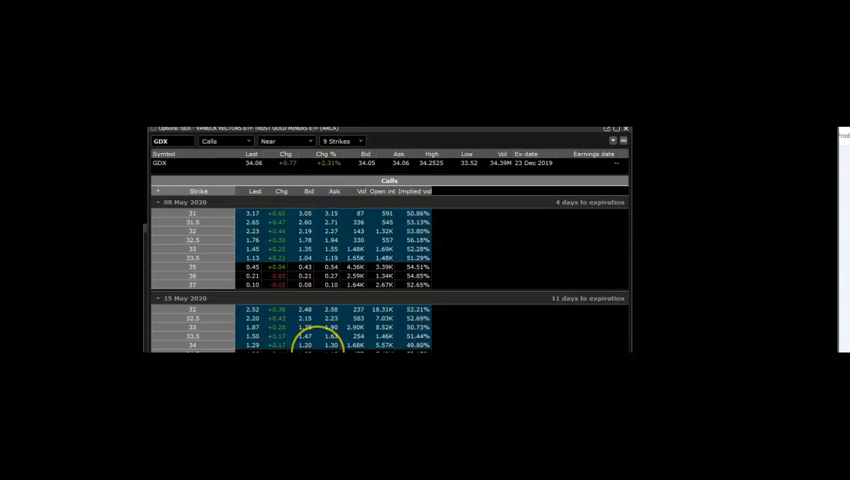 Options: GDX - VANECK VECTORS ETF TRUST GOLD MINERS ETF (ARCA)
GDX Calls Near 9 Strikes
Symbol Last Chg Chg % Bid Ask High Low Vol Ex-date Earnings date
GDX 34.06 +0.77 +2.31% 34.05 34.06 34.2525 33.52 34.39M 23 Dec 2019 --
Calls
Strike Last Chg Bid Ask Vol Open int Implied vol
- 08 May 2020 4 days to expiration
31 3.17 +0.65 3.05 3.15 87 591 50.86%
31.5 2.65 +0.47 2.60 2.71 336 545 53.13%
32 2.23 +0.44 2.19 2.27 143 1.32K 53.80%
32.5 1.76 +0.30 1.78 1.94 330 557 56.18%
33 1.45 +0.25 1.35 1.55 1.48K 1.69K 52.28%
33.5 1.13 +0.21 1.04 1.19 1.65K 1.48K 51.29%
35 0.45 +0.04 0.43 0.54 4.36K 3.39K 54.51%
36 0.21 0.21 0.27 2.59K 1.34K 54.85%
37 0.10 0.08 0.10 1.64K 2.67K 52.65%
- 15 May 2020 11 days to expiration
32 2.52 +0.38 2.48 2.58 237 18.31K 52.21%
32.5 2.20 +0.43 2.15 2.23 583 7.03K 52.69%
33 1.87 +0.28 1.90 2.90K 8.52K 50.73%
33.5 1.50 +0.17 1.47 254 1.46K 51.44%
34 1.29 +0.17 1.20 1.30 1.68K 5.57K 49.80%
Prod